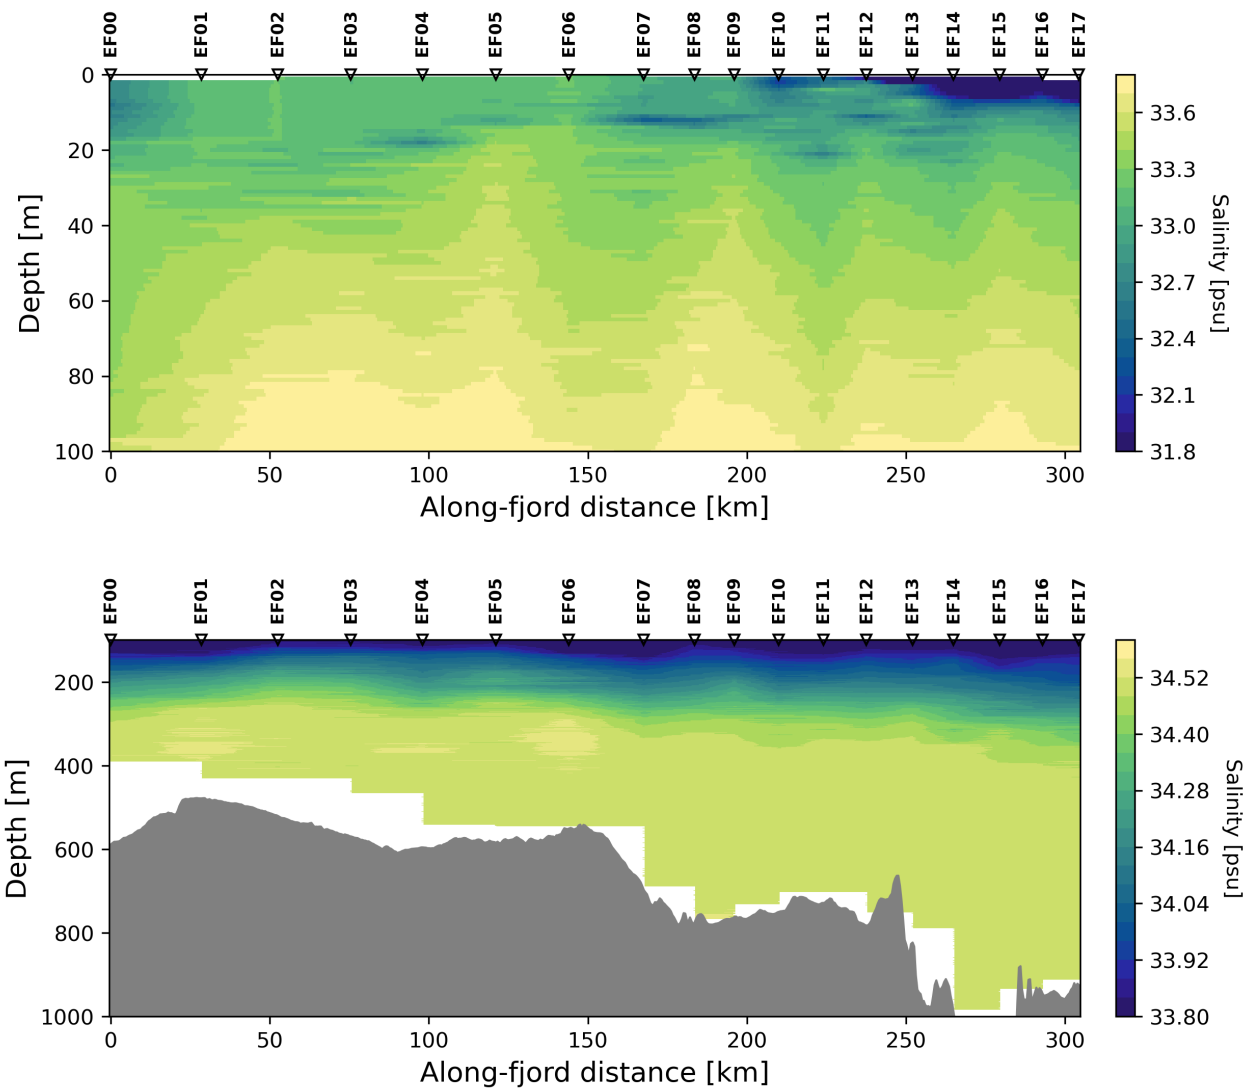 EF00 EF01 EF02 EF03 EF04 EF05 EF06 EF07 EF08 EF09 EF10 EF11 EF12 EF13 EF14 EF15 EF16 EF17
0
20
40
60
80
100
Depth [m]
0 50 100 150 200 250 300
Along-fjord distance [km]
33.6
33.3
33.0
32.7
32.4
32.1
31.8
Salinity [psu]
EF00 EF01 EF02 EF03 EF04 EF05 EF06 EF07 EF08 EF09 EF10 EF11 EF12 EF13 EF14 EF15 EF16 EF17
200
400
600
800
1000
Depth [m]
0 50 100 150 200 250 300
Along-fjord distance [km]
34.52
34.40
34.28
34.16
34.04
33.92
33.80
Salinity [psu]